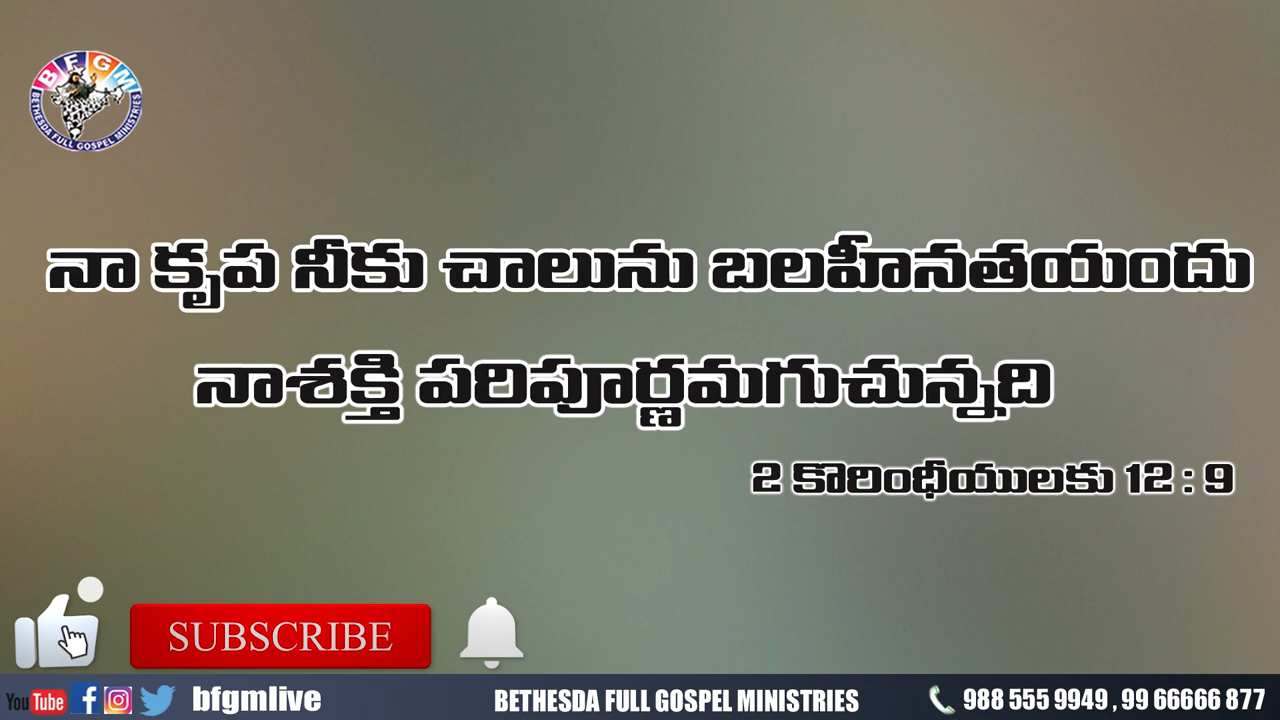 BFGM
BETHESDA FULL GOSPEL MINISTRIES
నా కృప నీకు చాలును బలహీనతయందు
నాశక్తి పరిపూర్ణమగుచున్నది
2 కొరింధీయులకు 12 : 9
SUBSCRIBE
YouTube bfgmlive BETHESDA FULL GOSPEL MINISTRIES 988 555 9949 , 99 66666 877